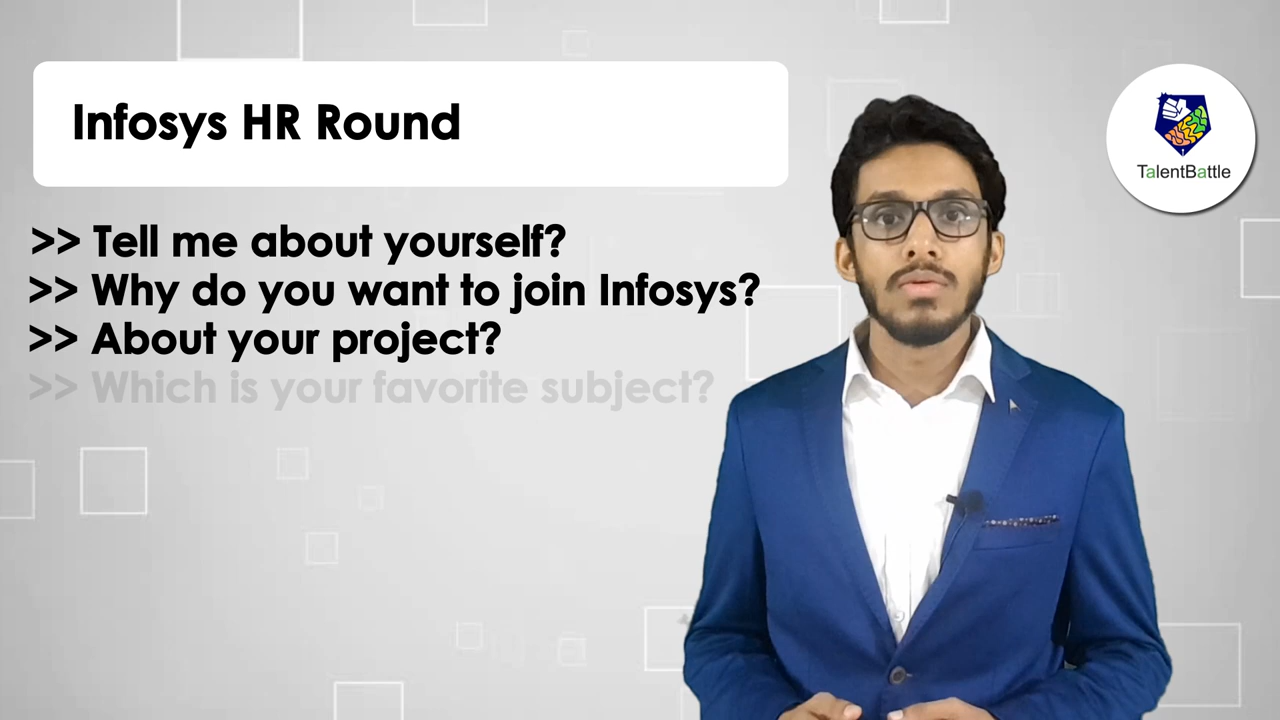 Infosys HR Round
TalentBattle
>> Tell me about yourself?
>> Why do you want to join Infosys?
>> About your project?
>> Which is your favorite subject?